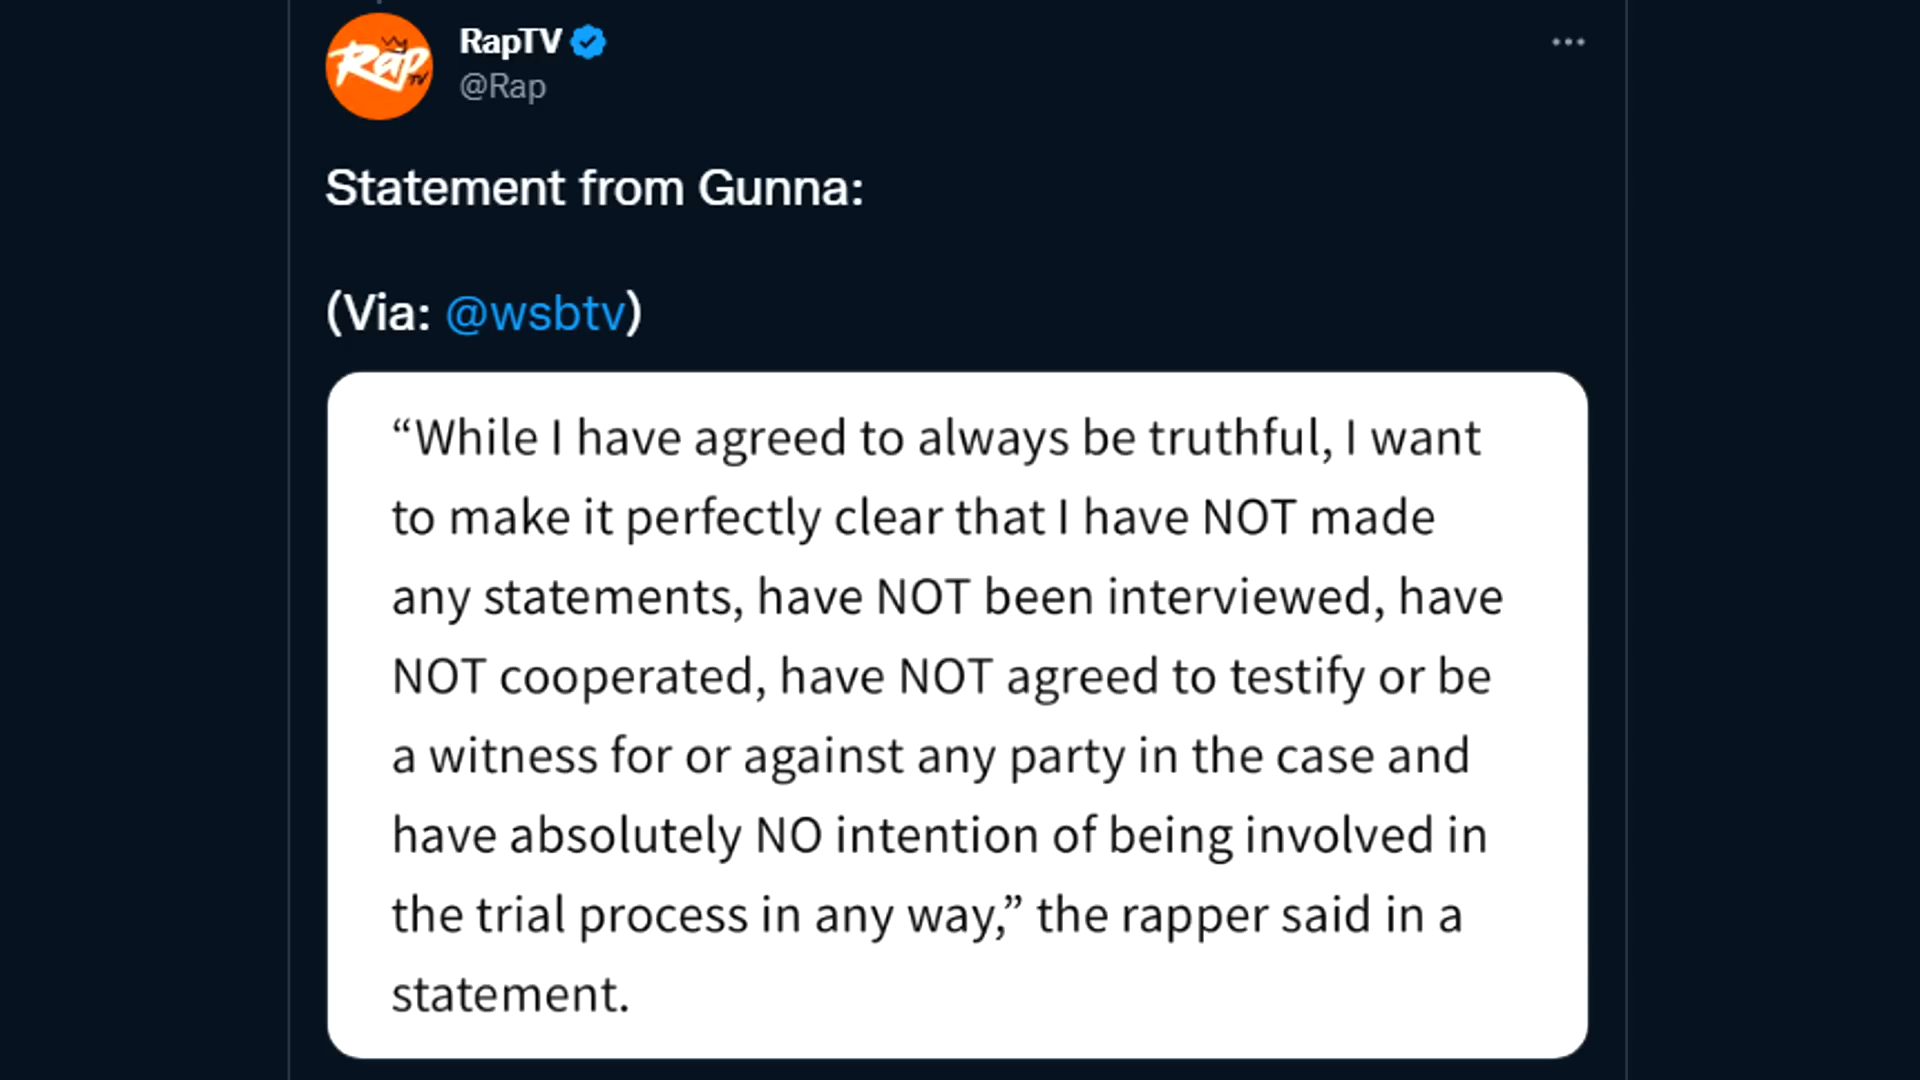 Rap TV
RapTV
@Rap
Statement from Gunna:
(Via: @wsbtv)
“While I have agreed to always be truthful, I want
to make it perfectly clear that I have NOT made
any statements, have NOT been interviewed, have
NOT cooperated, have NOT agreed to testify or be
a witness for or against any party in the case and
have absolutely NO intention of being involved in
the trial process in any way,” the rapper said in a
statement.